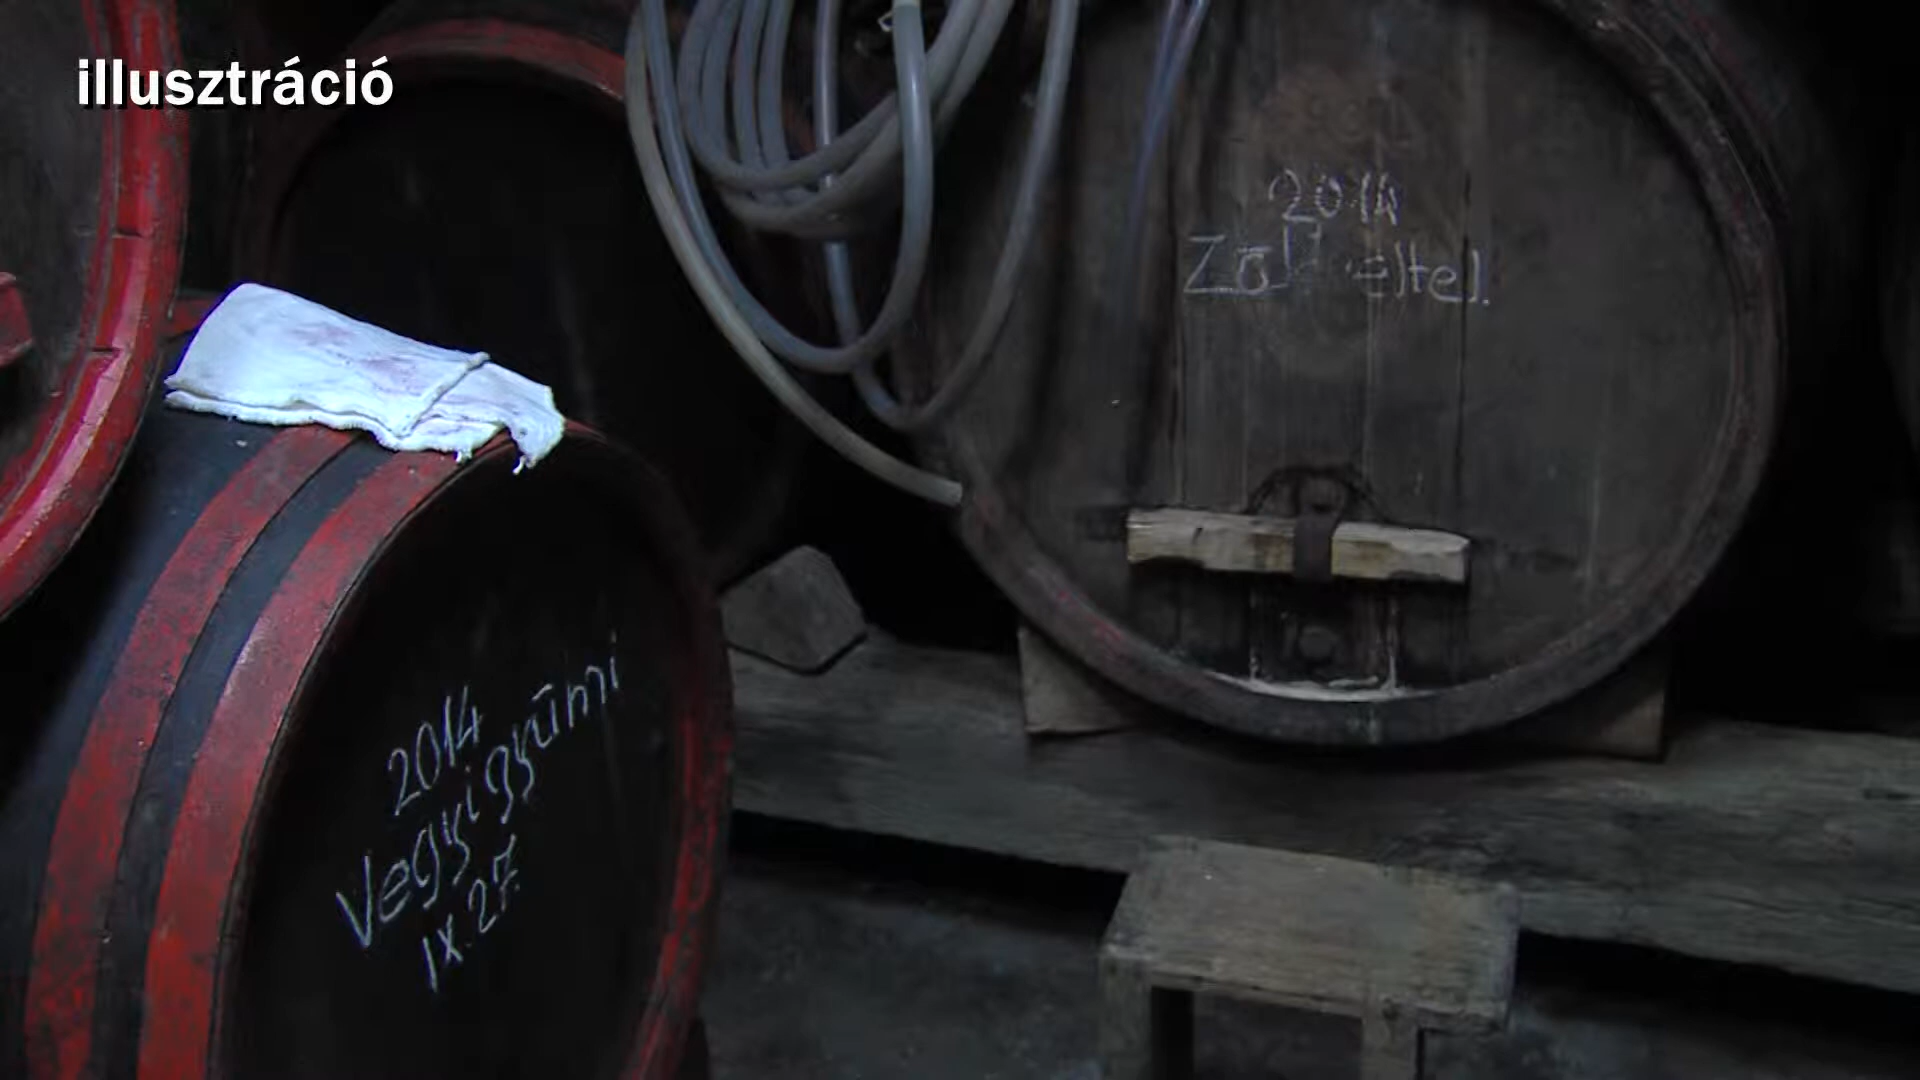 illusztráció
2014
Zöldveltel.
2014
Vegyigyümi
IX.27.